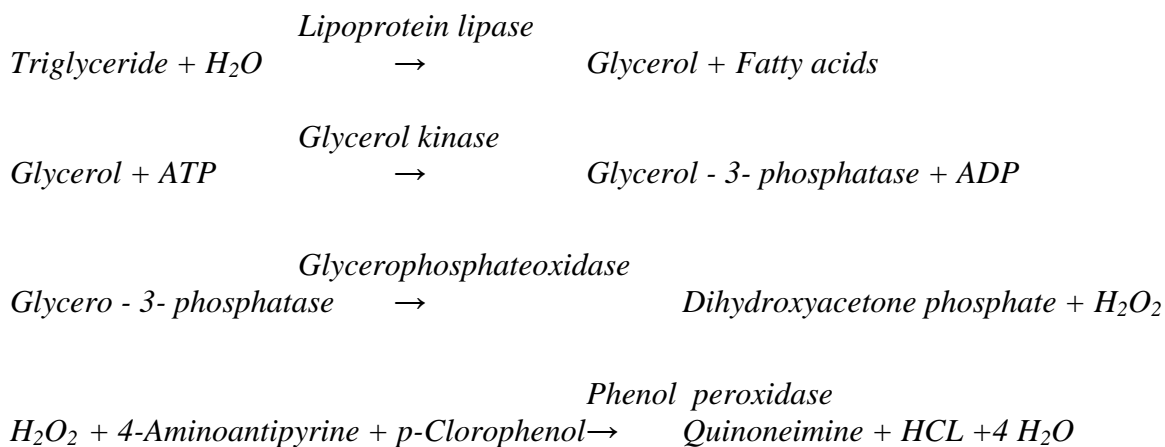 Lipoprotein lipase
Triglyceride + H₂O → Glycerol + Fatty acids
Glycerol kinase
Glycerol + ATP → Glycerol - 3- phosphatase + ADP
Glycerophosphateoxidase
Glycero - 3- phosphatase → Dihydroxyacetone phosphate + H₂O₂
Phenol peroxidase
H₂O₂ + 4-Aminoantipyrine + p-Clorophenol→ Quinoneimine + HCL +4 H₂O